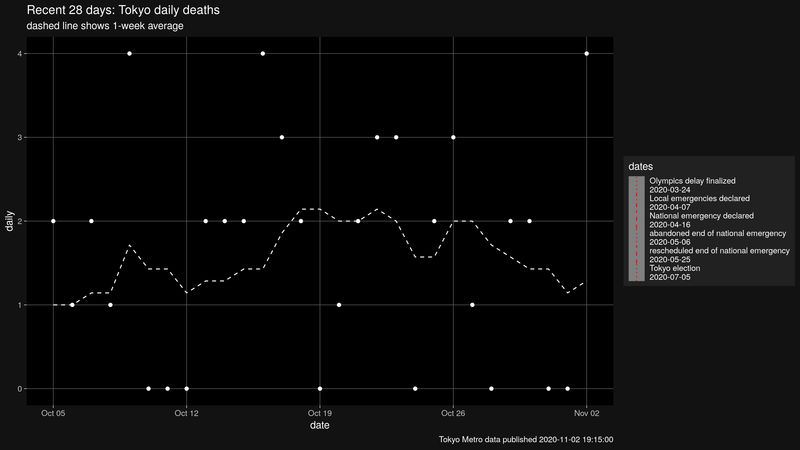 Recent 28 days: Tokyo daily deaths
dashed line shows 1-week average
4
3
2
1
0
daily
Oct 05
Oct 12
Oct 19
Oct 26
Nov 02
date
Tokyo Metro data published 2020-11-02 19:15:00
dates
Olympics delay finalized
2020-03-24
Local emergencies declared
2020-04-07
National emergency declared
2020-04-16
abandoned end of national emergency
2020-05-06
rescheduled end of national emergency
2020-05-25
Tokyo election
2020-07-05